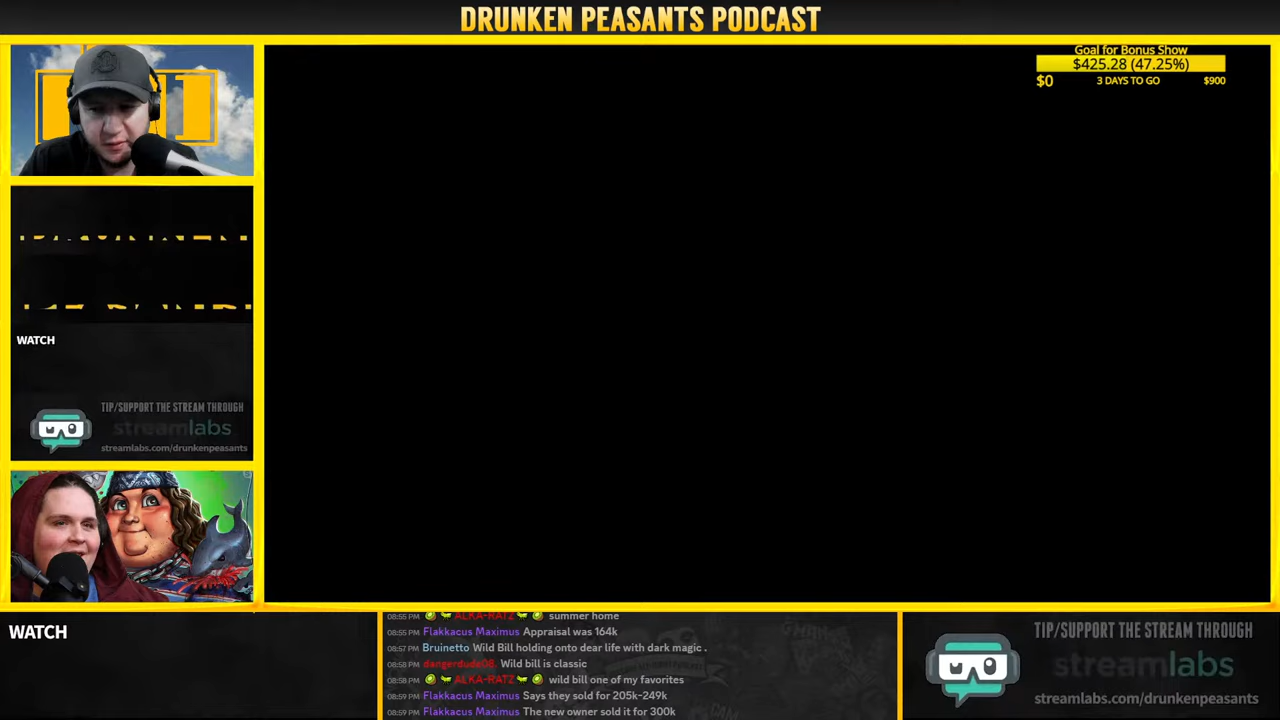 DRUNKEN PEASANTS PODCAST
Goal for Bonus Show
$425.28 (47.25%)
$0 3 DAYS TO GO $900
WATCH
TIP/SUPPORT THE STREAM THROUGH
streamlabs
streamlabs.com/drunkenpeasants
WATCH
08:55 PM ALKA-RATZ summer home
08:55 PM Flakkacus Maximus Appraisal was 164k
08:57 PM Bruinetto Wild Bill holding onto dear life with dark magic .
08:58 PM dangerdude08. Wild bill is classic
08:58 PM ALKA-RATZ wild bill one of my favorites
08:59 PM Flakkacus Maximus Says they sold for 205k-249k
08:59 PM Flakkacus Maximus The new owner sold it for 300k
TIP/SUPPORT THE STREAM THROUGH
streamlabs
streamlabs.com/drunkenpeasants